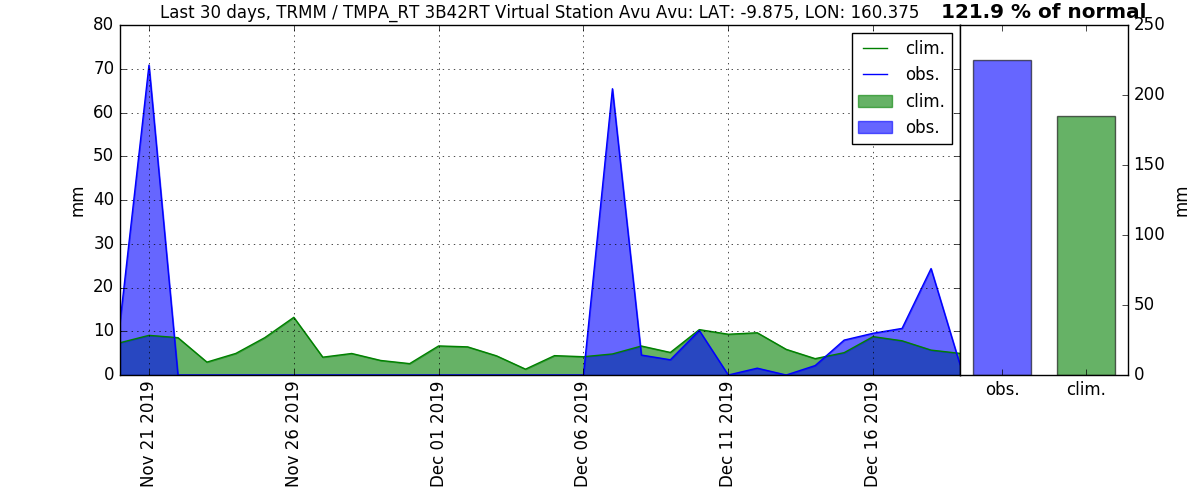 Last 30 days, TRMM / TMPA_RT 3B42RT Virtual Station Avu Avu: LAT: -9.875, LON: 160.375
121.9 % of normal
80
70
60
50
40
30
20
10
0
mm
clim.
obs.
clim.
obs.
Nov 21 2019
Nov 26 2019
Dec 01 2019
Dec 06 2019
Dec 11 2019
Dec 16 2019
250
200
150
100
50
0
mm
obs.
clim.